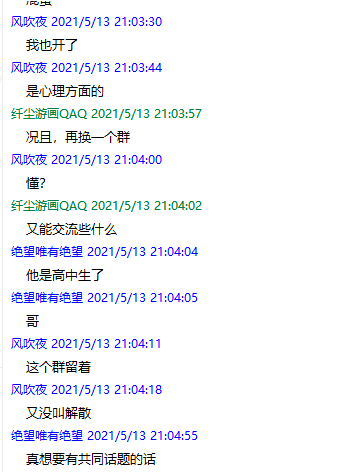 混蛋
风吹夜 2021/5/13 21:03:30
我也开了
风吹夜 2021/5/13 21:03:44
是心理方面的
纤尘游画QAQ 2021/5/13 21:03:57
况且，再换一个群
风吹夜 2021/5/13 21:04:00
懂？
纤尘游画QAQ 2021/5/13 21:04:02
又能交流些什么
绝望唯有绝望 2021/5/13 21:04:04
他是高中生了
绝望唯有绝望 2021/5/13 21:04:05
哥
风吹夜 2021/5/13 21:04:11
这个群留着
风吹夜 2021/5/13 21:04:18
又没叫解散
绝望唯有绝望 2021/5/13 21:04:55
真想要有共同话题的话